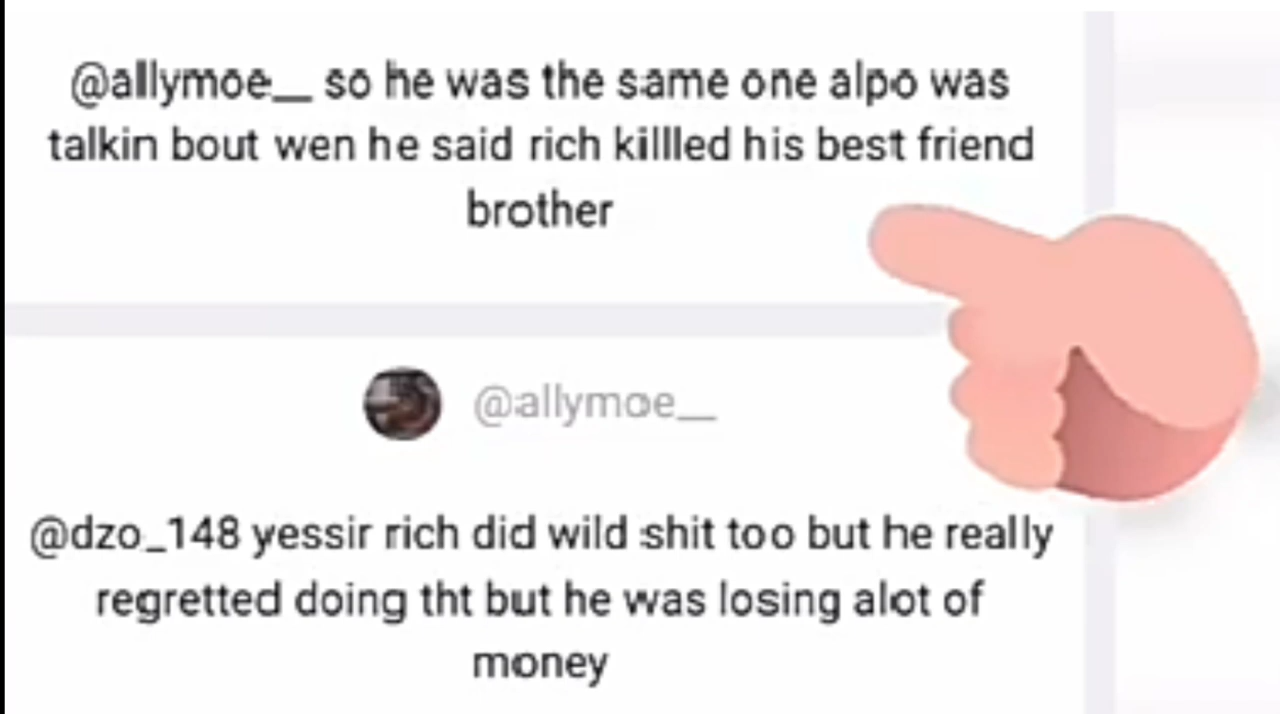 @allymoe__ so he was the same one alpo was
talkin bout wen he said rich killled his best friend
brother
@allymoe__
@dzo_148 yessir rich did wild shit too but he really
regretted doing tht but he was losing alot of
money